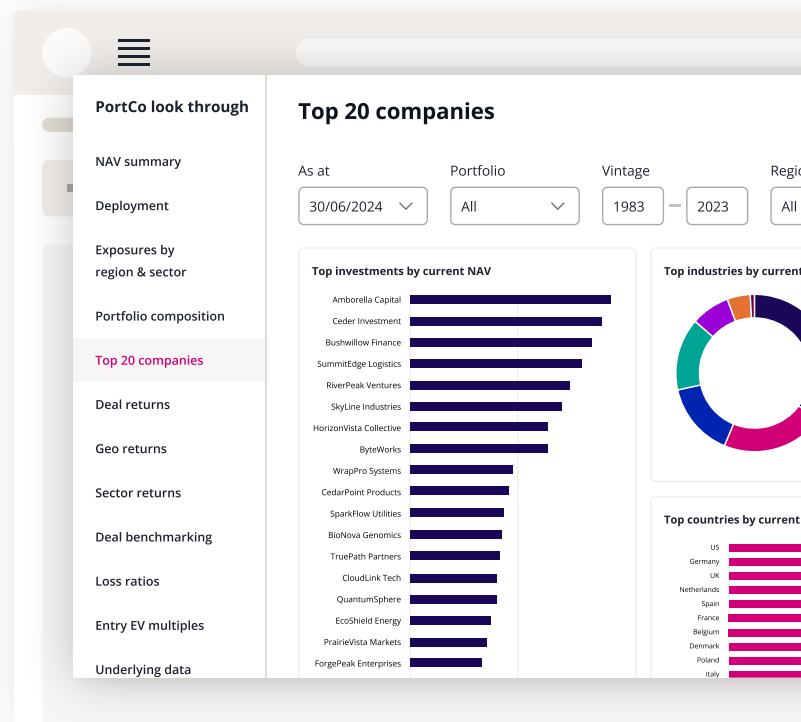 PortCo look through
NAV summary
Deployment
Exposures by
region & sector
Portfolio composition
Top 20 companies
Deal returns
Geo returns
Sector returns
Deal benchmarking
Loss ratios
Entry EV multiples
Underlying data
Top 20 companies
As at
Portfolio
Vintage
30/06/2024
All
1983
2023
All
Top investments by current NAV
Amborella Capital
Ceder Investment
Bushwillow Finance
SummitEdge Logistics
RiverPeak Ventures
SkyLine Industries
HorizonVista Collective
ByteWorks
WrapPro Systems
CedarPoint Products
SparkFlow Utilities
BioNova Genomics
TruePath Partners
CloudLink Tech
QuantumSphere
EcoShield Energy
PrairieVista Markets
ForgePeak Enterprises
Top industries by current
Top countries by current
US
Germany
UK
Netherlands
Spain
France
Belgium
Denmark
Poland
Italy